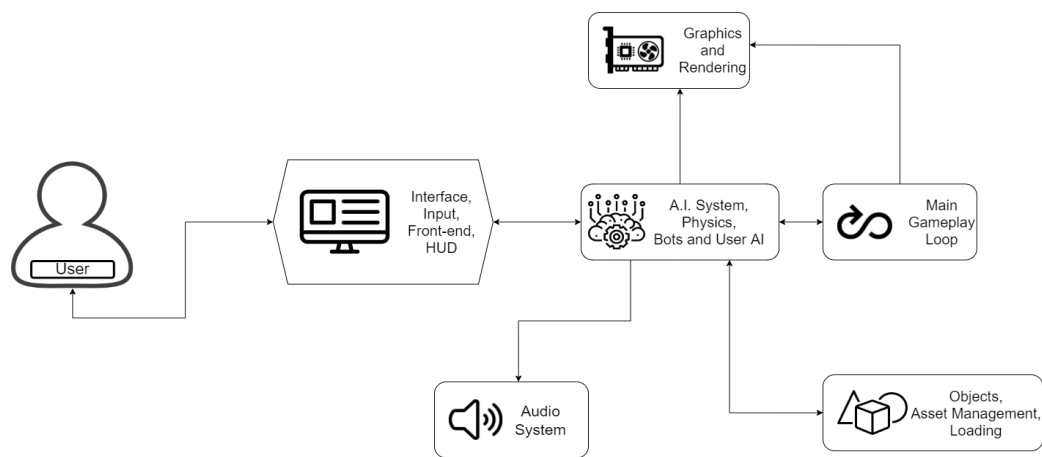 Graphics
and
Rendering
User
Interface,
Input,
Front-end,
HUD
A.I. System,
Physics,
Bots and User AI
Main
Gameplay
Loop
Audio
System
Objects,
Asset Management,
Loading